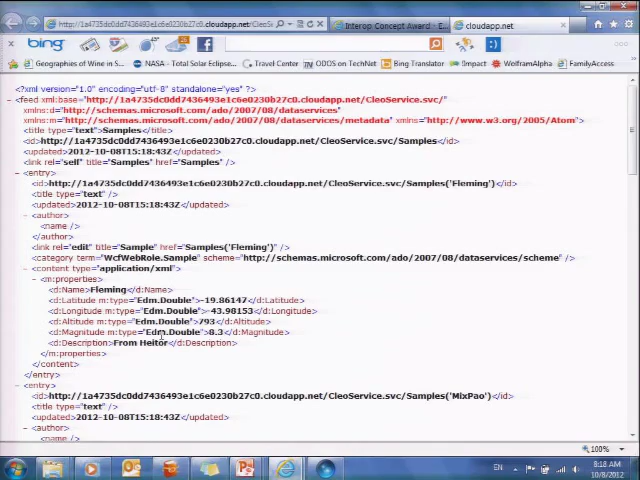 http://1a4735dc0dd7436493e1c6e0230b27c0.cloudapp.net/CleoSe
Interop Concept Award - E...
cloudapp.net
bing
Geographies of Wine in S...
NASA - Total Solar Eclipse...
Travel Center
ODOS on TechNet
Bing Translator
!Impact
WolframAlpha
FamilyAccess
<?xml version="1.0" encoding="utf-8" standalone="yes" ?>
- <feed xml:base="http://1a4735dc0dd7436493e1c6e0230b27c0.cloudapp.net/CleoService.svc/"
xmlns:d="http://schemas.microsoft.com/ado/2007/08/dataservices"
xmlns:m="http://schemas.microsoft.com/ado/2007/08/dataservices/metadata" xmlns="http://www.w3.org/2005/Atom">
<title type="text">Samples</title>
<id>http://1a4735dc0dd7436493e1c6e0230b27c0.cloudapp.net/CleoService.svc/Samples</id>
<updated>2012-10-08T15:18:43Z</updated>
<link rel="self" title="Samples" href="Samples" />
- <entry>
<id>http://1a4735dc0dd7436493e1c6e0230b27c0.cloudapp.net/CleoService.svc/Samples('Fleming')</id>
<title type="text" />
<updated>2012-10-08T15:18:43Z</updated>
- <author>
<name />
</author>
<link rel="edit" title="Sample" href="Samples('Fleming')" />
<category term="WcfWebRole.Sample" scheme="http://schemas.microsoft.com/ado/2007/08/dataservices/scheme" />
- <content type="application/xml">
- <m:properties>
<d:Name>Fleming</d:Name>
<d:Latitude m:type="Edm.Double">-19.86147</d:Latitude>
<d:Longitude m:type="Edm.Double">-43.98153</d:Longitude>
<d:Altitude m:type="Edm.Double">793</d:Altitude>
<d:Magnitude m:type="Edm.Double">8.3</d:Magnitude>
<d:Description>From Heitor</d:Description>
</m:properties>
</content>
</entry>
- <entry>
<id>http://1a4735dc0dd7436493e1c6e0230b27c0.cloudapp.net/CleoService.svc/Samples('MixPao')</id>
<title type="text" />
<updated>2012-10-08T15:18:43Z</updated>
- <author>
<name />
100%
EN
8:18 AM
10/8/2012